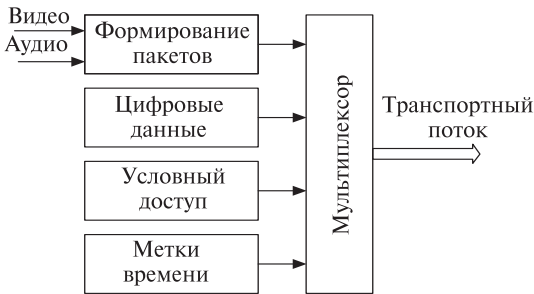 Видео
Аудио
Формирование
пакетов
Цифровые
данные
Условный
доступ
Метки
времени
Мультиплексор
Транспортный
поток